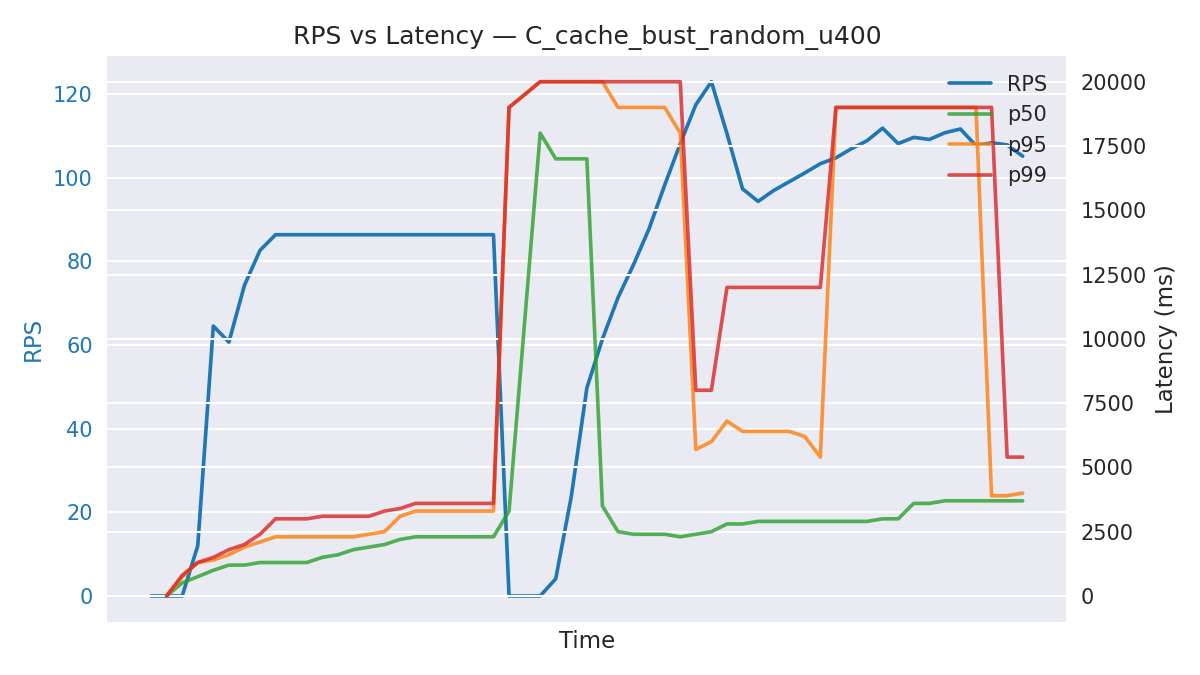 RPS vs Latency — C_cache_bust_random_u400
RPS
p50
p95
p99
120
100
80
60
40
20
0
RPS
20000
17500
15000
12500
10000
7500
5000
2500
0
Latency (ms)
Time